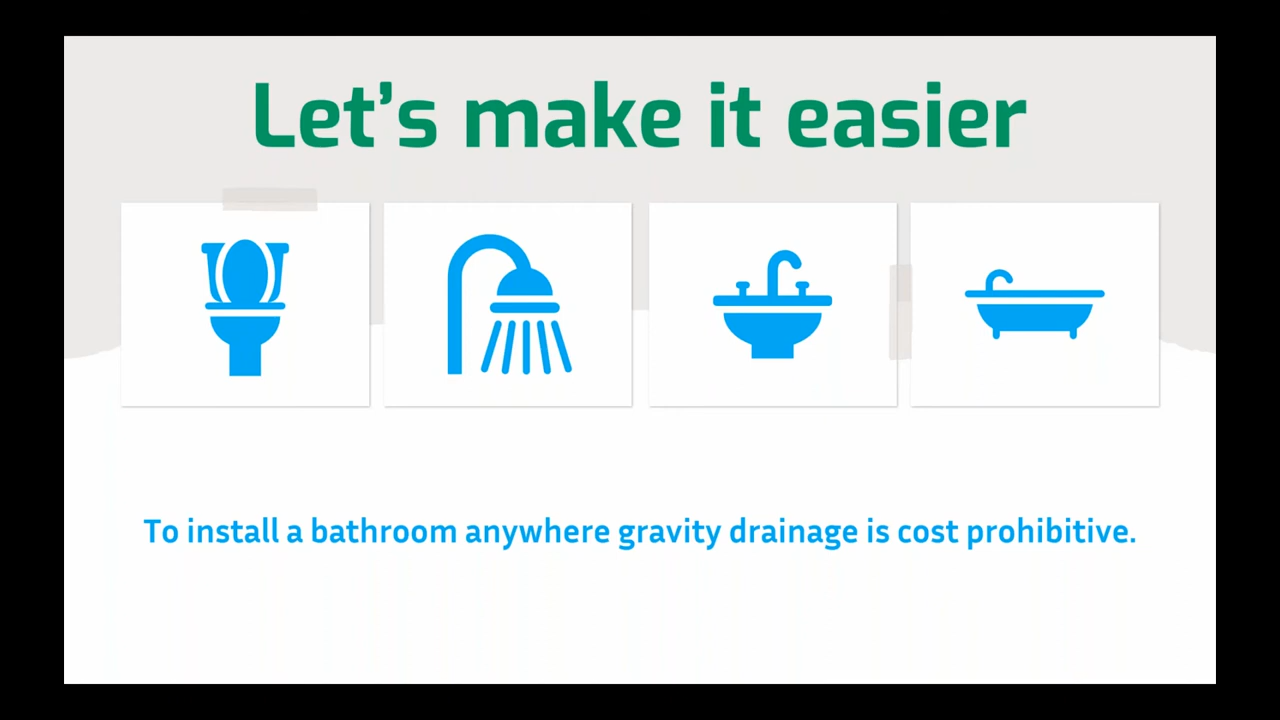 Let's make it easier
To install a bathroom anywhere gravity drainage is cost prohibitive.